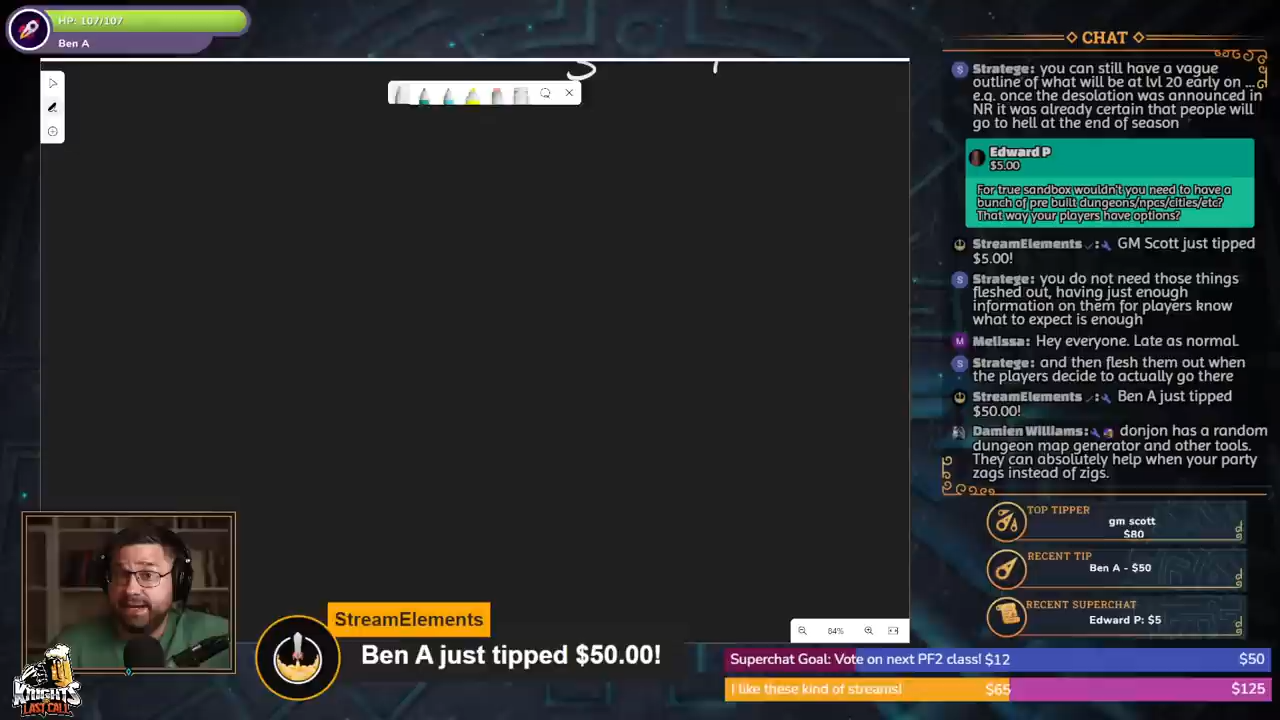 HP: 107/107
Ben A
CHAT
S Stratege: you can still have a vague
outline of what will be at lvl 20 early on ...
e.g. once the desolation was announced in
NR it was already certain that people will
go to hell at the end of season
Edward P
$5.00
For true sandbox wouldn't you need to have a
bunch of pre built dungeons/npcs/cities/etc?
That way your players have options?
StreamElements : GM Scott just tipped
$5.00!
S Stratege: you do not need those things
fleshed out, having just enough
information on them for players know
what to expect is enough
M Melissa: Hey everyone. Late as normal.
S Stratege: and then flesh them out when
the players decide to actually go there
StreamElements : Ben A just tipped
$50.00!
Damien Williams: donjon has a random
dungeon map generator and other tools.
They can absolutely help when your party
zags instead of zigs.
TOP TIPPER
gm scott
$80
RECENT TIP
Ben A - $50
RECENT SUPERCHAT
Edward P: $5
84%
StreamElements
Ben A just tipped $50.00!
Superchat Goal: Vote on next PF2 class! $12 $50
I like these kind of streams! $65 $125
KNIGHTS
OF LAST CALL